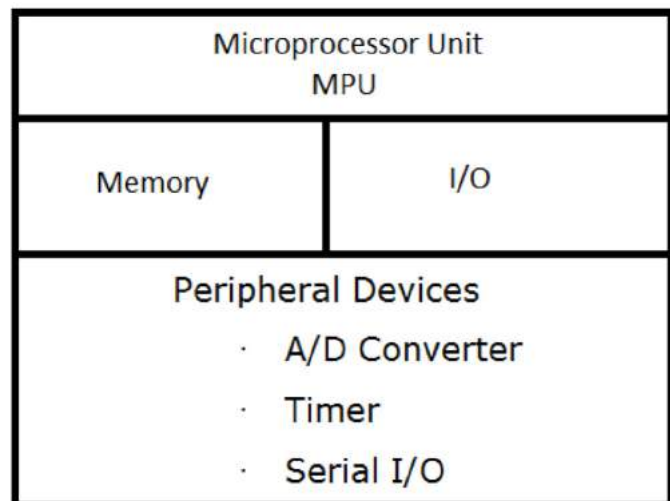 Microprocessor Unit
MPU
Memory
I/O
Peripheral Devices
· A/D Converter
· Timer
· Serial I/O